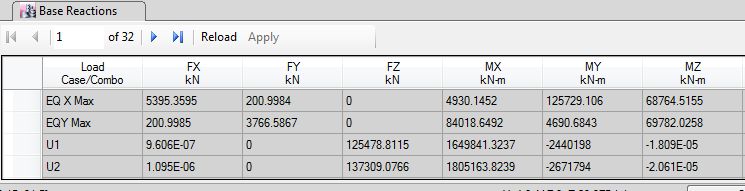 Base Reactions
1 of 32 Reload Apply
Load Case/Combo FX kN FY kN FZ kN MX kN-m MY kN-m MZ kN-m
EQ X Max 5395.3595 200.9984 0 4930.1452 125729.106 68764.5155
EQY Max 200.9985 3766.5867 0 84018.6492 4690.6843 69782.0258
U1 9.606E-07 0 125478.8115 1649841.3237 -2440198 -1.809E-05
U2 1.095E-06 0 137309.0766 1805163.8239 -2671794 -2.061E-05